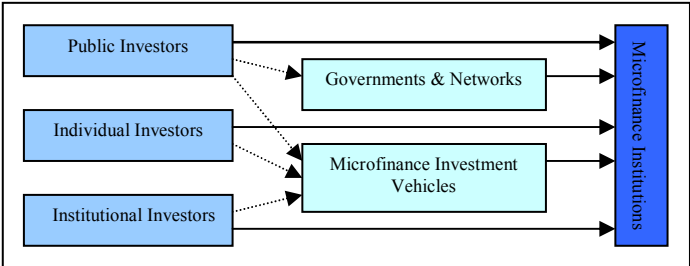 Public Investors
Governments & Networks
Individual Investors
Microfinance Investment
Vehicles
Institutional Investors
Microfinance Institutions